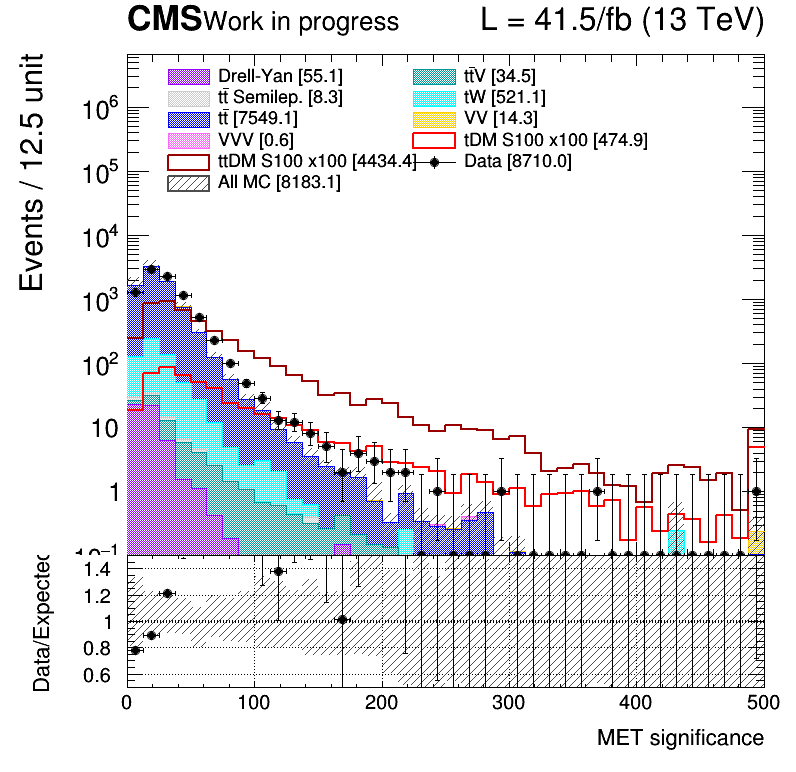 CMS Work in progress L = 41.5/fb (13 TeV)
Drell-Yan [55.1] tt̄V [34.5]
tt̄ Semilep. [8.3] tW [521.1]
tt̄ [7549.1] VV [14.3]
VVV [0.6] tDM S100 x100 [474.9]
ttDM S100 x100 [4434.4] Data [8710.0]
All MC [8183.1]
Events / 12.5 unit
10⁶
10⁵
10⁴
10³
10²
10
1
10⁻¹
Data/Expected
1.4
1.2
1
0.8
0.6
0 100 200 300 400 500
MET significance